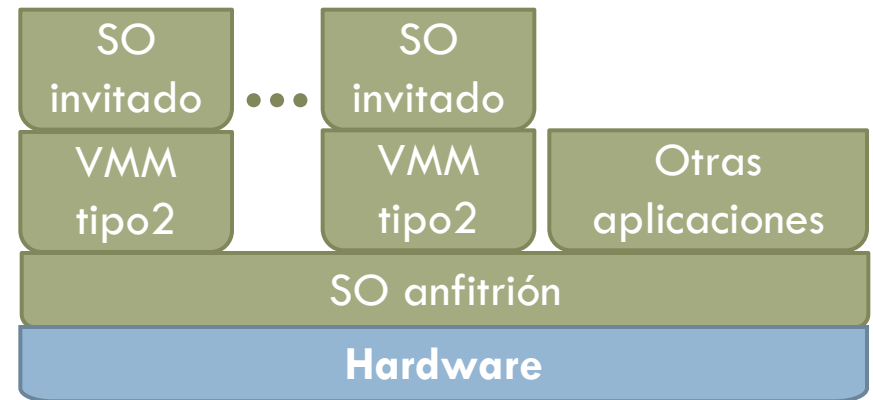 SO
invitado
SO
invitado
VMM
tipo2
VMM
tipo2
Otras
aplicaciones
SO anfitrión
Hardware